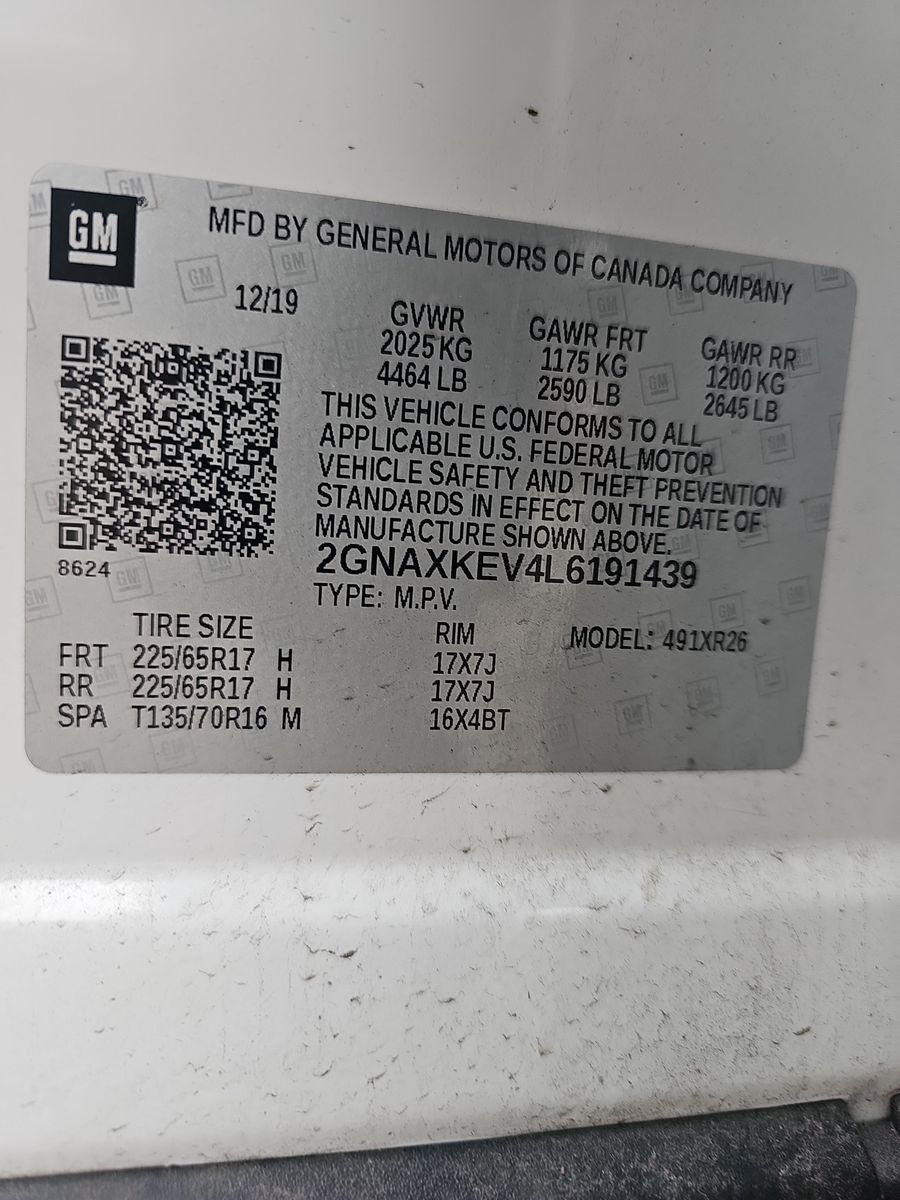 GM
MFD BY GENERAL MOTORS OF CANADA COMPANY
12/19
GVWR GAWR FRT GAWR RR
2025 KG 1175 KG 1200 KG
4464 LB 2590 LB 2645 LB
THIS VEHICLE CONFORMS TO ALL
APPLICABLE U.S. FEDERAL MOTOR
VEHICLE SAFETY AND THEFT PREVENTION
STANDARDS IN EFFECT ON THE DATE OF
MANUFACTURE SHOWN ABOVE.
8624
2GNAXKEV4L6191439
TYPE: M.P.V.
TIRE SIZE RIM MODEL: 491XR26
FRT 225/65R17 H 17X7J
RR 225/65R17 H 17X7J
SPA T135/70R16 M 16X4BT